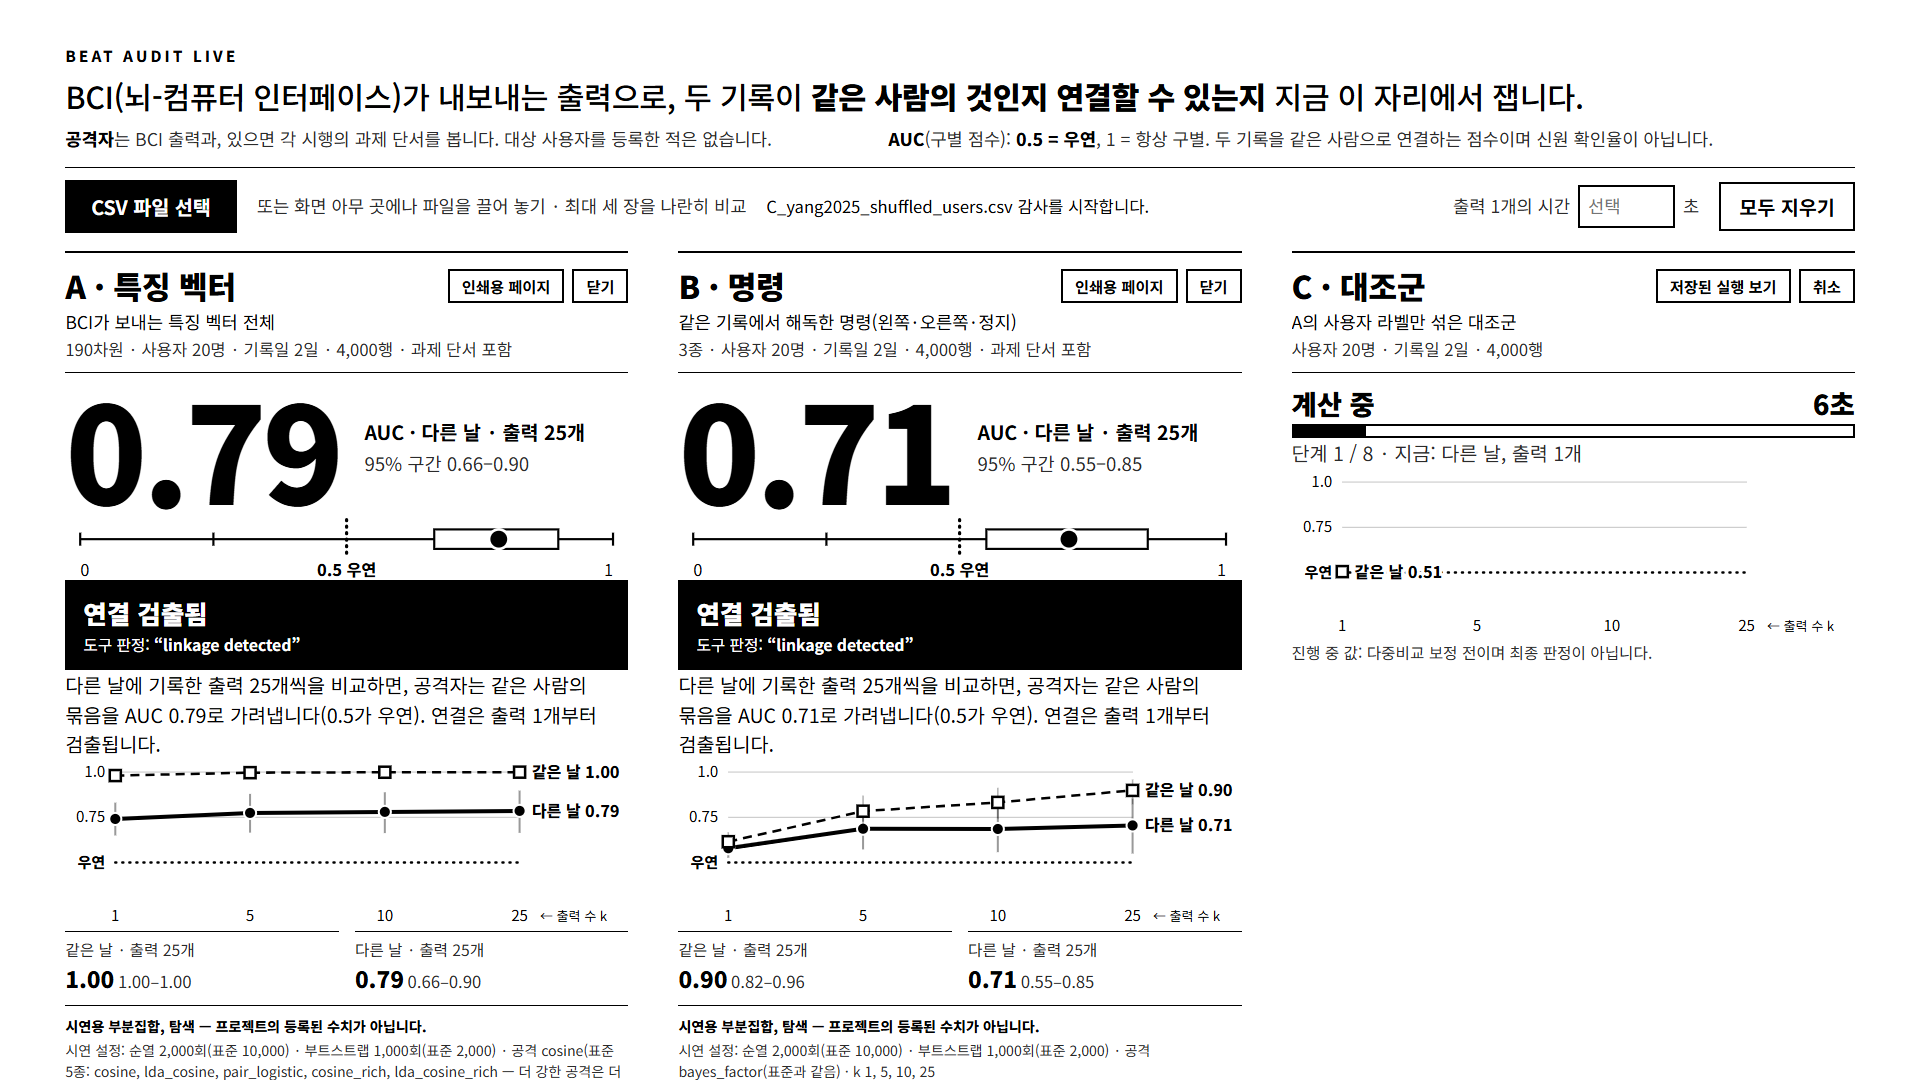 BEAT AUDIT LIVE
BCI(뇌-컴퓨터 인터페이스)가 내보내는 출력으로, 두 기록이 같은 사람의 것인지 연결할 수 있는지 지금 이 자리에서 잽니다.
공격자는 BCI 출력과, 있으면 각 시행의 과제 단서를 봅니다. 대상 사용자를 등록한 적은 없습니다.
AUC(구별 점수): 0.5 = 우연, 1 = 항상 구별. 두 기록을 같은 사람으로 연결하는 점수이며 신원 확인율이 아닙니다.
CSV 파일 선택
또는 화면 아무 곳에나 파일을 끌어 놓기 · 최대 세 장을 나란히 비교
C_yang2025_shuffled_users.csv 감사를 시작합니다.
출력 1개의 시간
선택
초
모두 지우기
A · 특징 벡터
인쇄용 페이지
닫기
BCI가 보내는 특징 벡터 전체
190차원 · 사용자 20명 · 기록일 2일 · 4,000행 · 과제 단서 포함
0.79
AUC · 다른 날 · 출력 25개
95% 구간 0.66–0.90
0
0.5 우연
1
연결 검출됨
도구 판정: “linkage detected”
다른 날에 기록한 출력 25개씩을 비교하면, 공격자는 같은 사람의
묶음을 AUC 0.79로 가려냅니다(0.5가 우연). 연결은 출력 1개부터
검출됩니다.
1.0
같은 날 1.00
다른 날 0.79
0.75
우연
1
5
10
25
← 출력 수 k
같은 날 · 출력 25개
1.00 1.00–1.00
다른 날 · 출력 25개
0.79 0.66–0.90
시연용 부분집합, 탐색 — 프로젝트의 등록된 수치가 아닙니다.
시연 설정: 순열 2,000회(표준 10,000) · 부트스트랩 1,000회(표준 2,000) · 공격 cosine(표준
5종: cosine, lda_cosine, pair_logistic, cosine_rich, lda_cosine_rich — 더 강한 공격은 더
B · 명령
인쇄용 페이지
닫기
같은 기록에서 해독한 명령(왼쪽·오른쪽·정지)
3종 · 사용자 20명 · 기록일 2일 · 4,000행 · 과제 단서 포함
0.71
AUC · 다른 날 · 출력 25개
95% 구간 0.55–0.85
0
0.5 우연
1
연결 검출됨
도구 판정: “linkage detected”
다른 날에 기록한 출력 25개씩을 비교하면, 공격자는 같은 사람의
묶음을 AUC 0.71로 가려냅니다(0.5가 우연). 연결은 출력 1개부터
검출됩니다.
1.0
같은 날 0.90
0.75
다른 날 0.71
우연
1
5
10
25
← 출력 수 k
같은 날 · 출력 25개
0.90 0.82–0.96
다른 날 · 출력 25개
0.71 0.55–0.85
시연용 부분집합, 탐색 — 프로젝트의 등록된 수치가 아닙니다.
시연 설정: 순열 2,000회(표준 10,000) · 부트스트랩 1,000회(표준 2,000) · 공격
bayes_factor(표준과 같음) · k 1, 5, 10, 25
C · 대조군
저장된 실행 보기
취소
A의 사용자 라벨만 섞은 대조군
사용자 20명 · 기록일 2일 · 4,000행
계산 중
6초
단계 1 / 8 · 지금: 다른 날, 출력 1개
1.0
0.75
우연
같은 날 0.51
1
5
10
25
← 출력 수 k
진행 중 값: 다중비교 보정 전이며 최종 판정이 아닙니다.